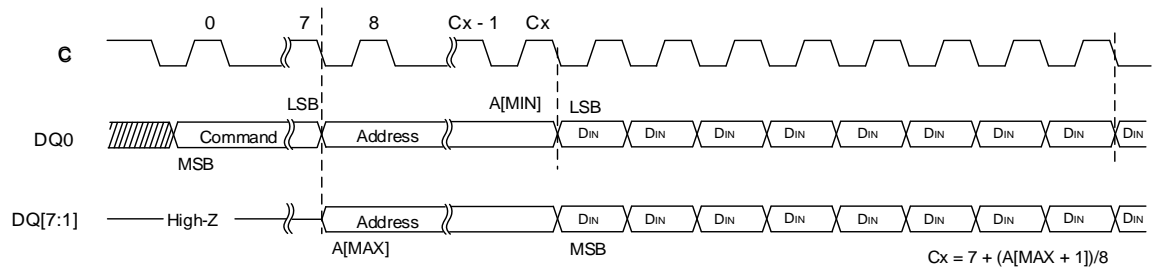 0 7 8 Cx - 1 Cx
C
LSB A[MIN] LSB
DQ0 Command Address DIN DIN DIN DIN DIN DIN DIN DIN DIN
MSB
DQ[7:1] High-Z Address DIN DIN DIN DIN DIN DIN DIN DIN DIN
A[MAX] MSB
Cx = 7 + (A[MAX + 1])/8